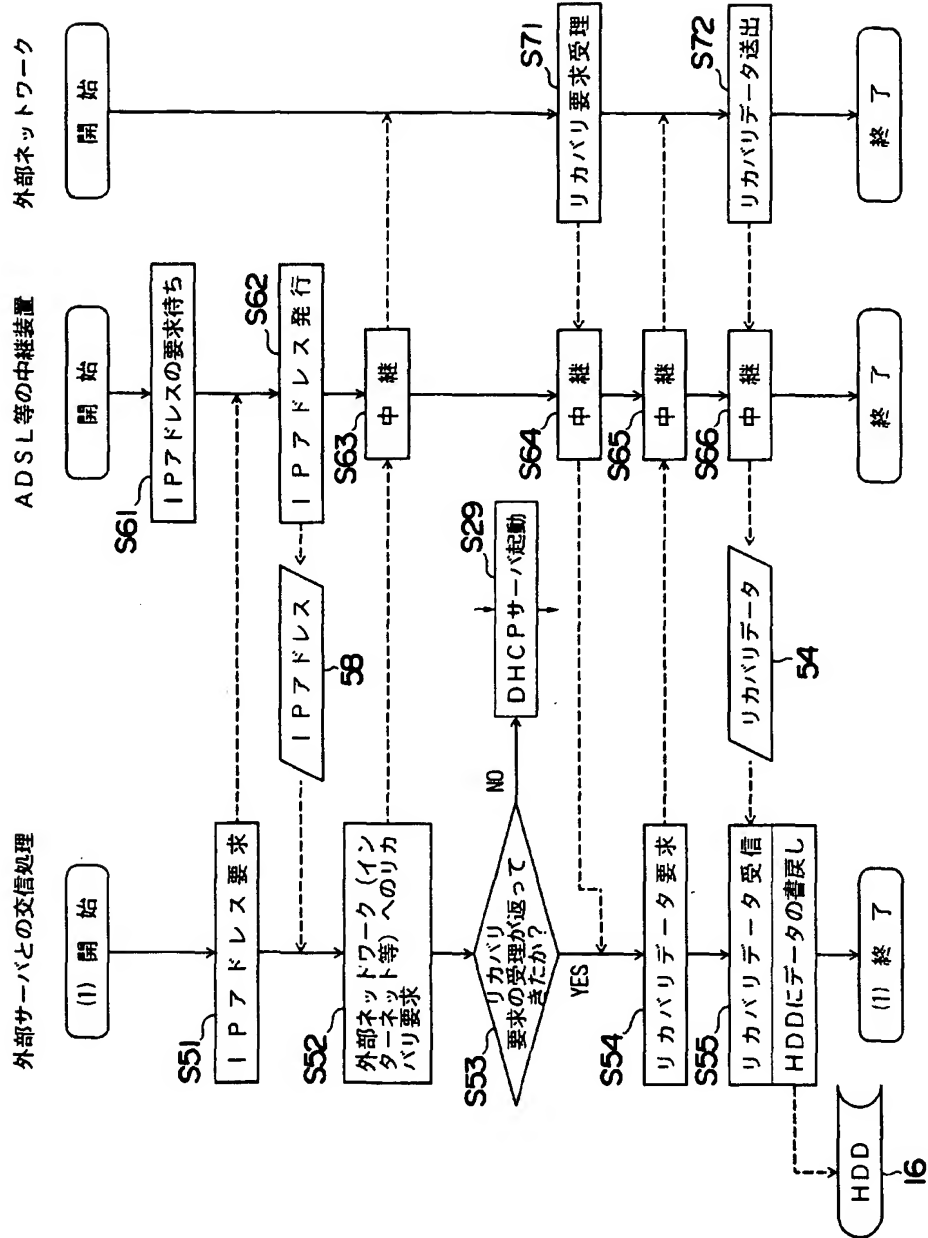 外部サーバとの交信処理
(I) 開始
S51
IPアドレス要求
S52
外部ネットワーク(イン
ターネット等)へのリカ
バリ要求
S53
リカバリ
要求の受理が返って
きたか?
NO
YES
S29
DHCPサーバ起動
S54
リカバリデータ要求
S55
リカバリデータ受信
HDDにデータの書戻し
HDD
16
(I) 終了
58
IPアドレス
リカバリデータ
54
ADSL等の中継装置
開始
S61
IPアドレスの要求待ち
S62
IPアドレス発行
S63
中継
S64
中継
S65
中継
S66
中継
終了
外部ネットワーク
開始
S71
リカバリ要求受理
S72
リカバリデータ送出
終了